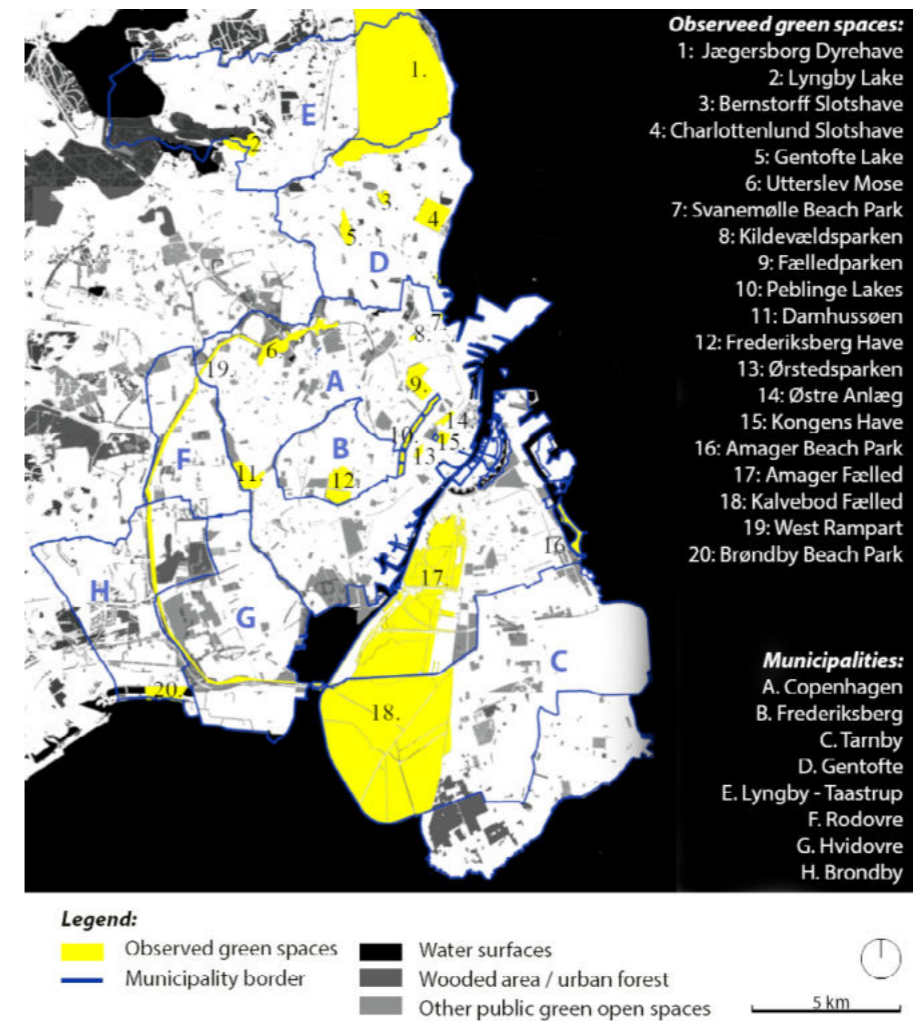 Observeed green spaces:
1: Jægersborg Dyrehave
2: Lyngby Lake
3: Bernstorff Slotshave
4: Charlottenlund Slotshave
5: Gentofte Lake
6: Utterslev Mose
7: Svanemølle Beach Park
8: Kildevældsparken
9: Fælledparken
10: Peblinge Lakes
11: Damhussøen
12: Frederiksberg Have
13: Ørstedsparken
14: Østre Anlæg
15: Kongens Have
16: Amager Beach Park
17: Amager Fælled
18: Kalvebod Fælled
19: West Rampart
20: Brøndby Beach Park
Municipalities:
A. Copenhagen
B. Frederiksberg
C. Tarnby
D. Gentofte
E. Lyngby - Taastrup
F. Rodovre
G. Hvidovre
H. Brondby
1.
E
2
3
4
5.
D
7.
8
6.
19.
A
9.
14.
10.
15.
B
13
F
11.
12.
16
17.
H
G
C
20.
18.
Legend:
Observed green spaces
Municipality border
Water surfaces
Wooded area / urban forest
Other public green open spaces
5 km